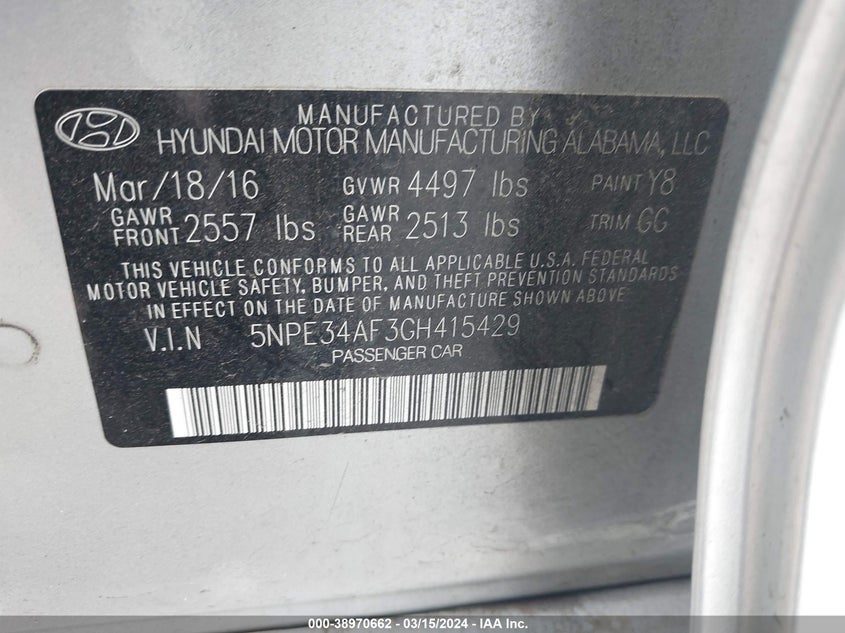 MANUFACTURED BY
HYUNDAI MOTOR MANUFACTURING ALABAMA, LLC
Mar/18/16 GVWR 4497 lbs PAINT Y8
GAWR FRONT 2557 lbs GAWR REAR 2513 lbs TRIM GG
THIS VEHICLE CONFORMS TO ALL APPLICABLE U.S.A. FEDERAL
MOTOR VEHICLE SAFETY, BUMPER, AND THEFT PREVENTION STANDARDS
IN EFFECT ON THE DATE OF MANUFACTURE SHOWN ABOVE
V.I.N 5NPE34AF3GH415429
PASSENGER CAR
000-38970662 - 03/15/2024 - IAA Inc.